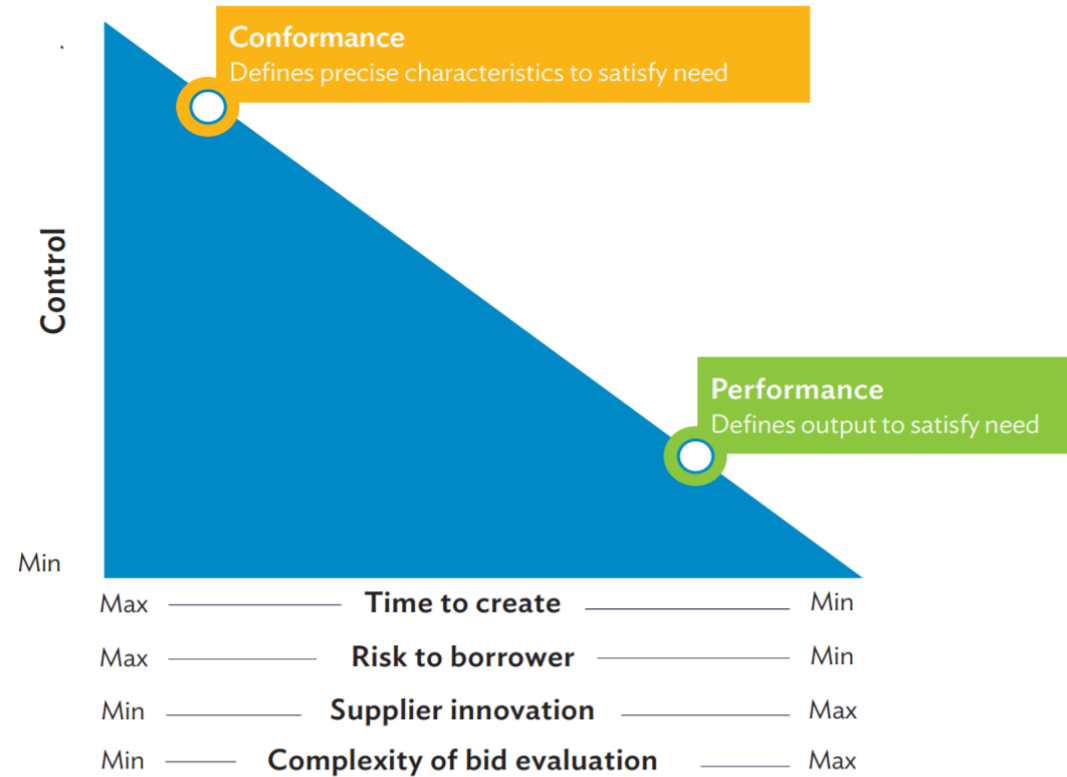 Conformance
Defines precise characteristics to satisfy need
Control
Performance
Defines output to satisfy need
Min
Max Time to create Min
Max Risk to borrower Min
Min Supplier innovation Max
Min Complexity of bid evaluation Max